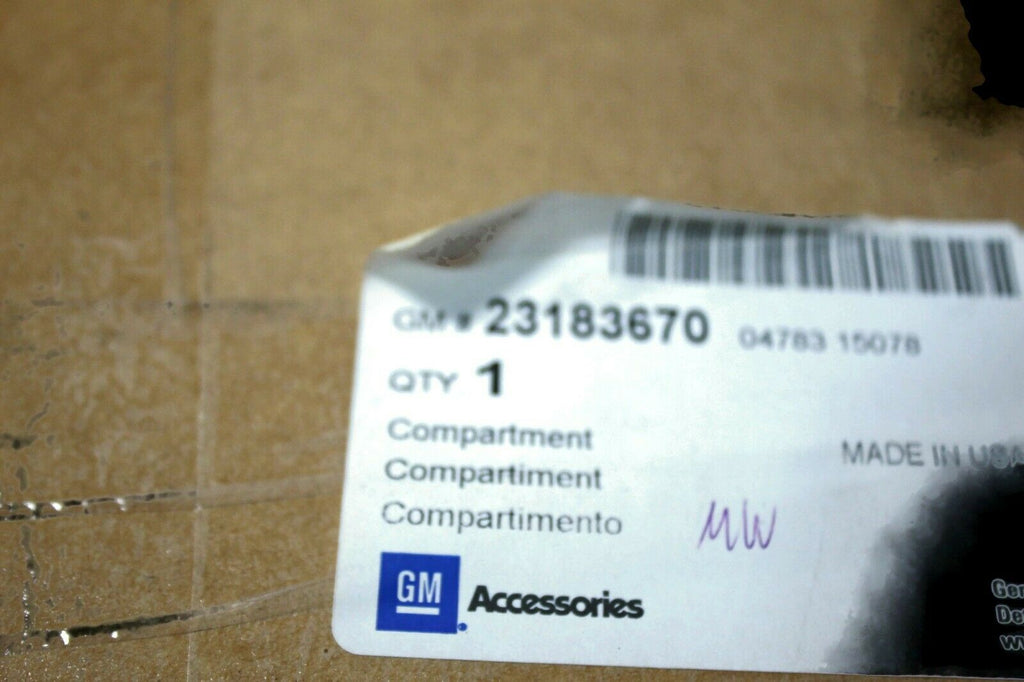 GM # 23183670 04783 15078
QTY 1
Compartment
MADE IN USA
Compartiment
Compartimento
MW
GM Accessories